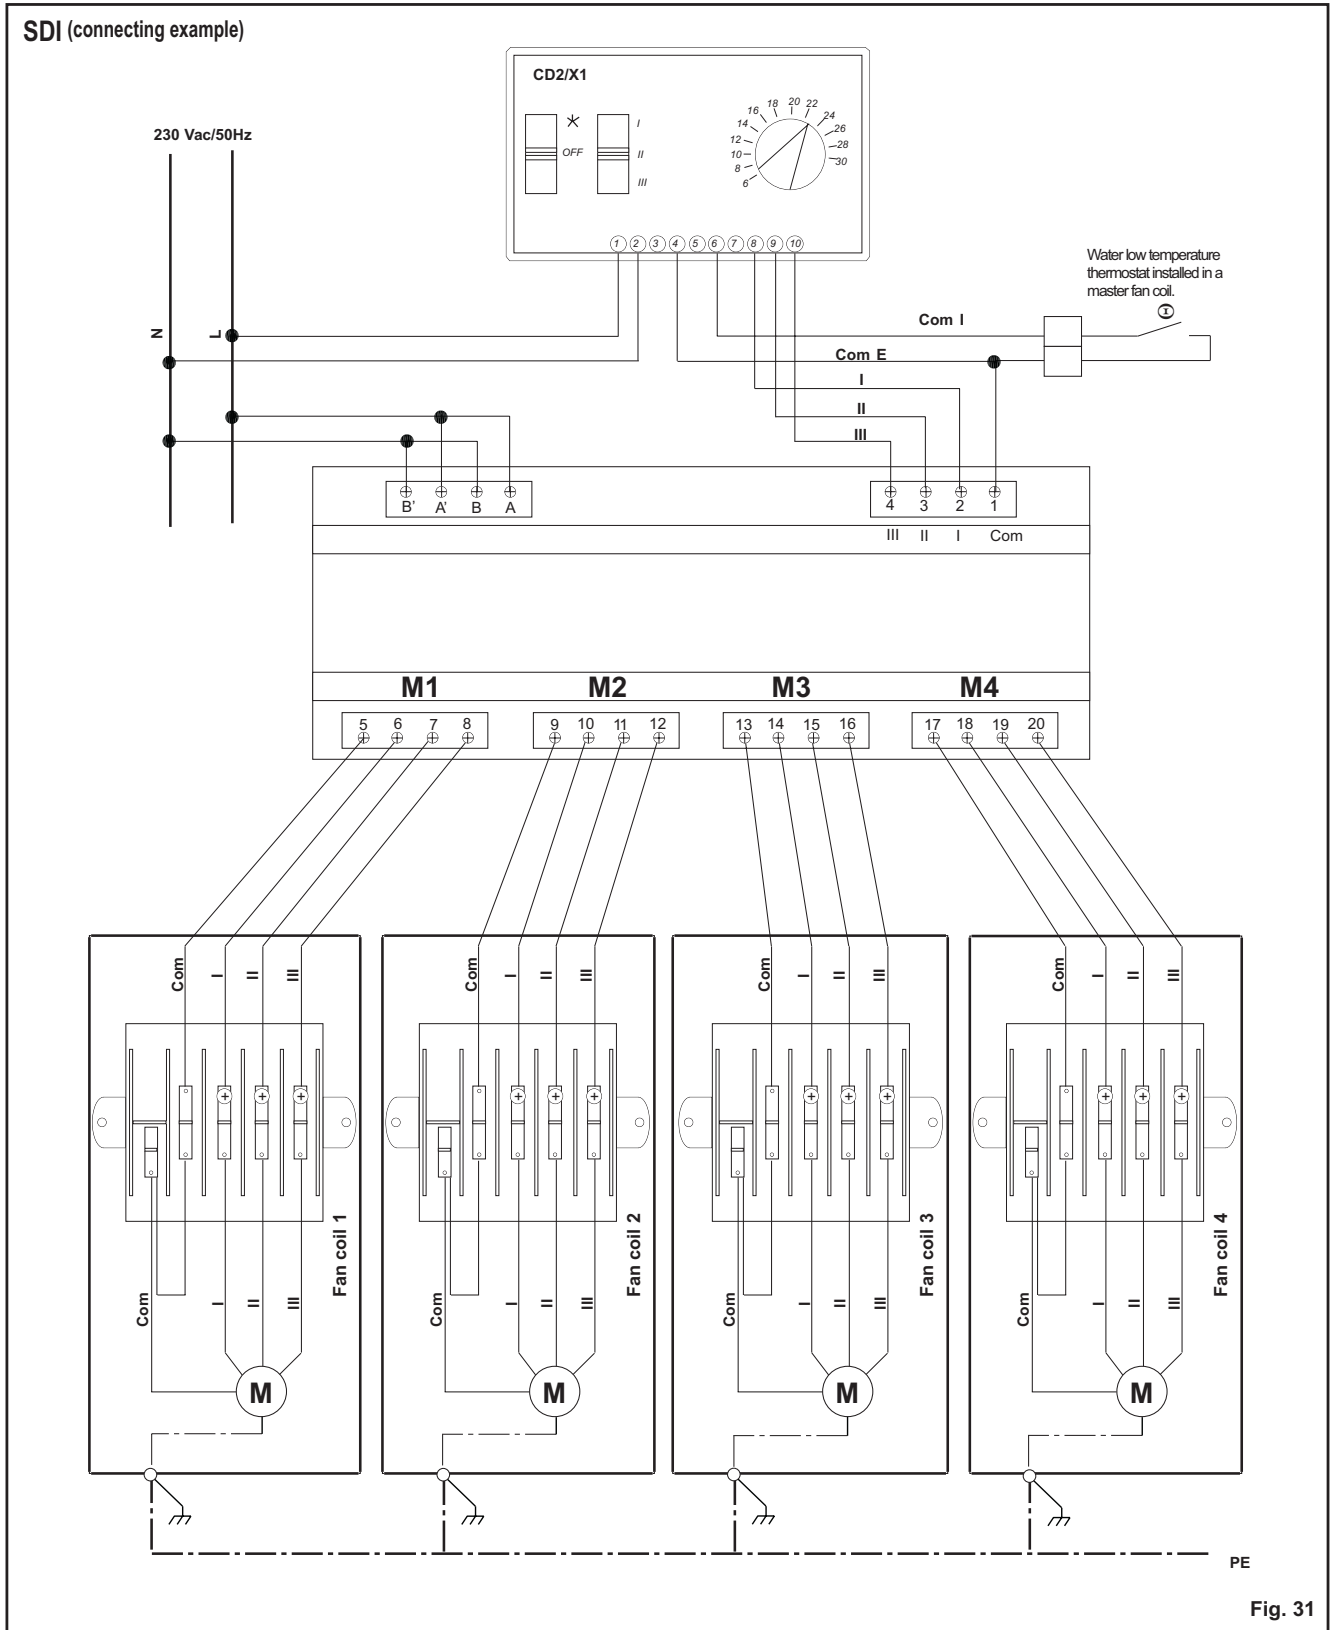 SDI (connecting example)
CD2/X1
I
OFF
II
III
6 8 10 12 14 16 18 20 22 24 26 28 30
230 Vac/50Hz
1 2 3 4 5 6 7 8 9 10
Water low temperature
thermostat installed in a
master fan coil.
N
L
Com I
Com E
I
II
III
B' A' B A
4 3 2 1
III II I Com
M1 M2 M3 M4
5 6 7 8 9 10 11 12 13 14 15 16 17 18 19 20
Com I II III
Com I II III
Com I II III
Com I II III
Fan coil 1
Fan coil 2
Fan coil 3
Fan coil 4
Com I II III
Com I II III
Com I II III
Com I II III
M M M M
PE
Fig. 31